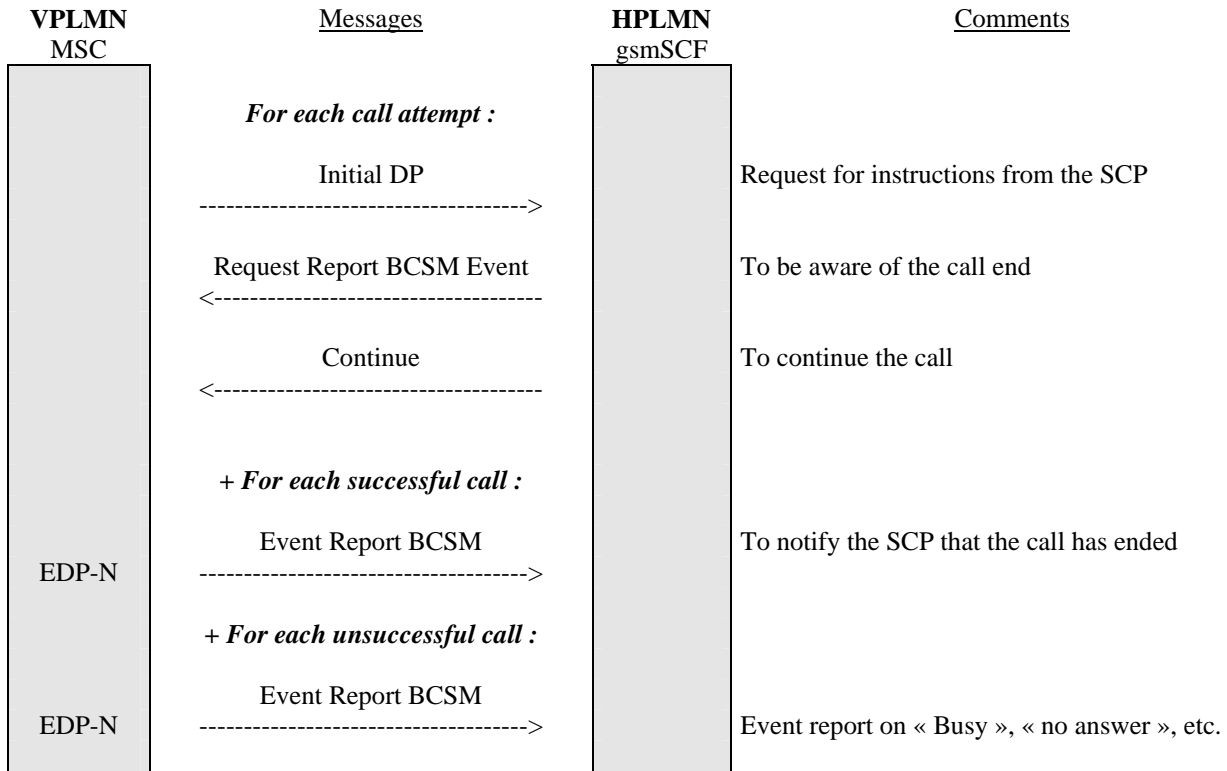 VPLMN Messages HPLMN Comments
MSC gsmSCF
For each call attempt :
Initial DP Request for instructions from the SCP
------------------------------------->
Request Report BCSM Event To be aware of the call end
<-------------------------------------
Continue To continue the call
<-------------------------------------
+ For each successful call :
Event Report BCSM To notify the SCP that the call has ended
EDP-N ------------------------------------->
+ For each unsuccessful call :
Event Report BCSM
EDP-N -------------------------------------> Event report on « Busy », « no answer », etc.